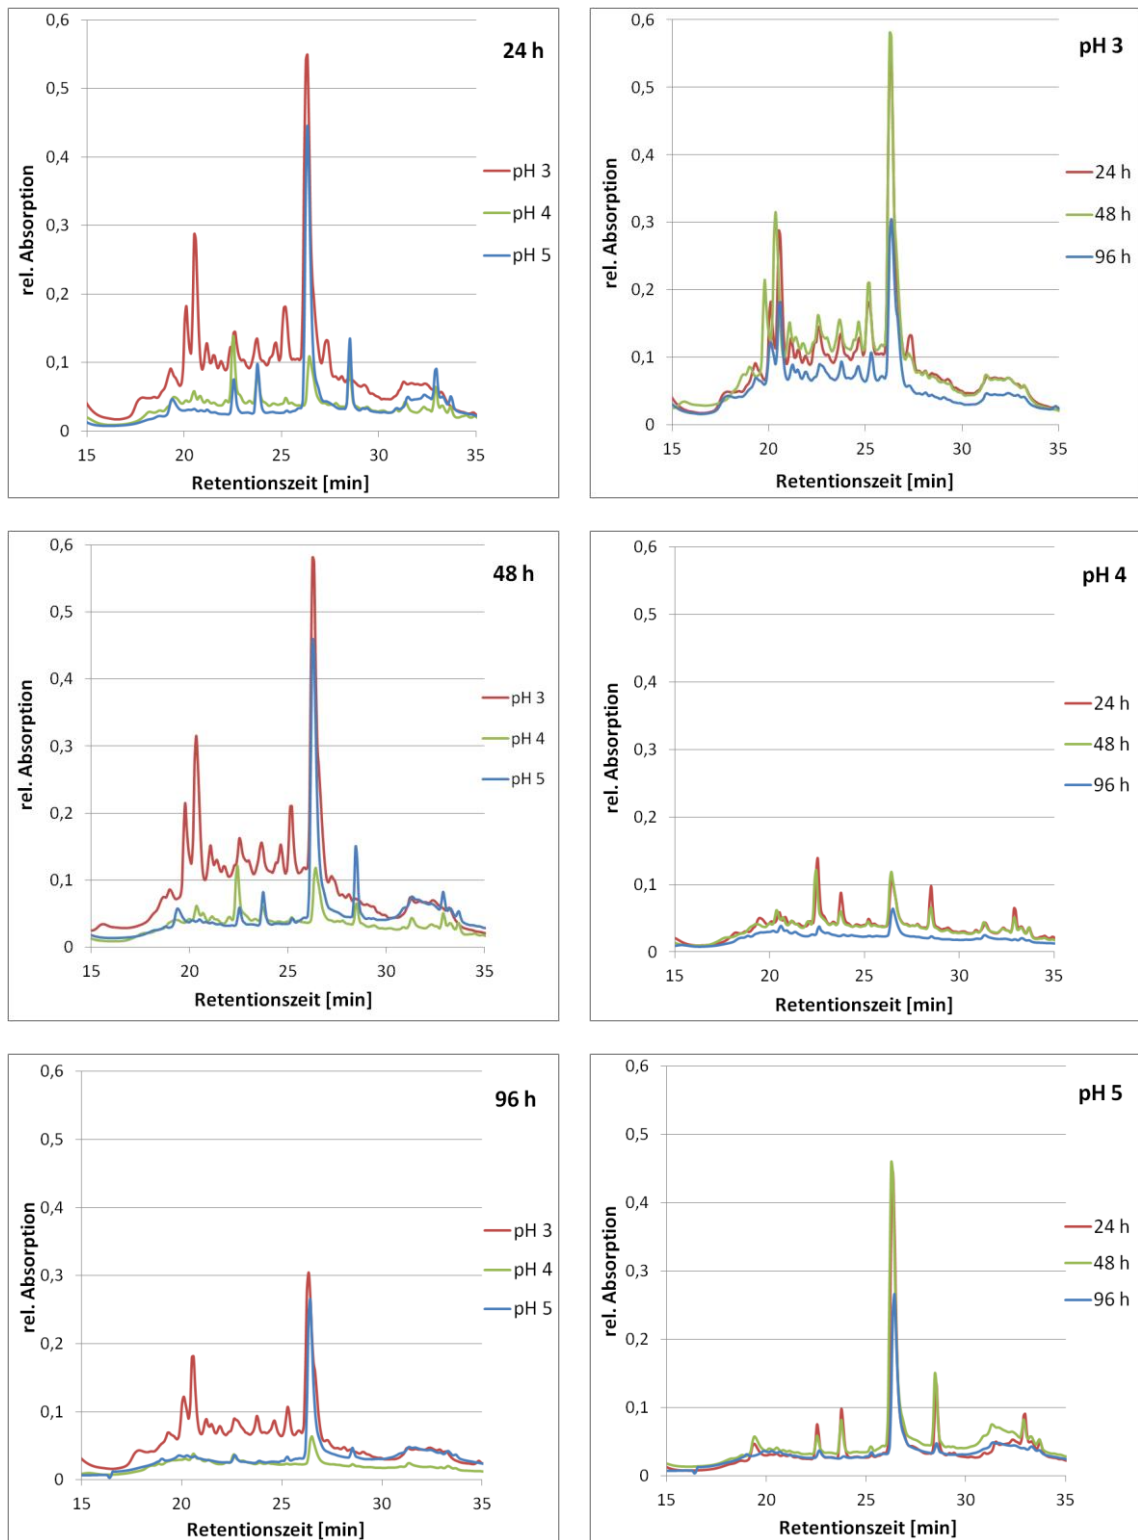 24 h
rel. Absorption
0,6
0,5
0,4
0,3
0,2
0,1
0
15 20 25 30 35
Retentionszeit [min]
pH 3
pH 4
pH 5
pH 3
rel. Absorption
0,6
0,5
0,4
0,3
0,2
0,1
0
15 20 25 30 35
Retentionszeit [min]
24 h
48 h
96 h
48 h
rel. Absorption
0,6
0,5
0,4
0,3
0,2
0,1
0
15 20 25 30 35
Retentionszeit [min]
pH 3
pH 4
pH 5
pH 4
rel. Absorption
0,6
0,5
0,4
0,3
0,2
0,1
0
15 20 25 30 35
Retentionszeit [min]
24 h
48 h
96 h
96 h
rel. Absorption
0,6
0,5
0,4
0,3
0,2
0,1
0
15 20 25 30 35
Retentionszeit [min]
pH 3
pH 4
pH 5
pH 5
rel. Absorption
0,6
0,5
0,4
0,3
0,2
0,1
0
15 20 25 30 35
Retentionszeit [min]
24 h
48 h
96 h